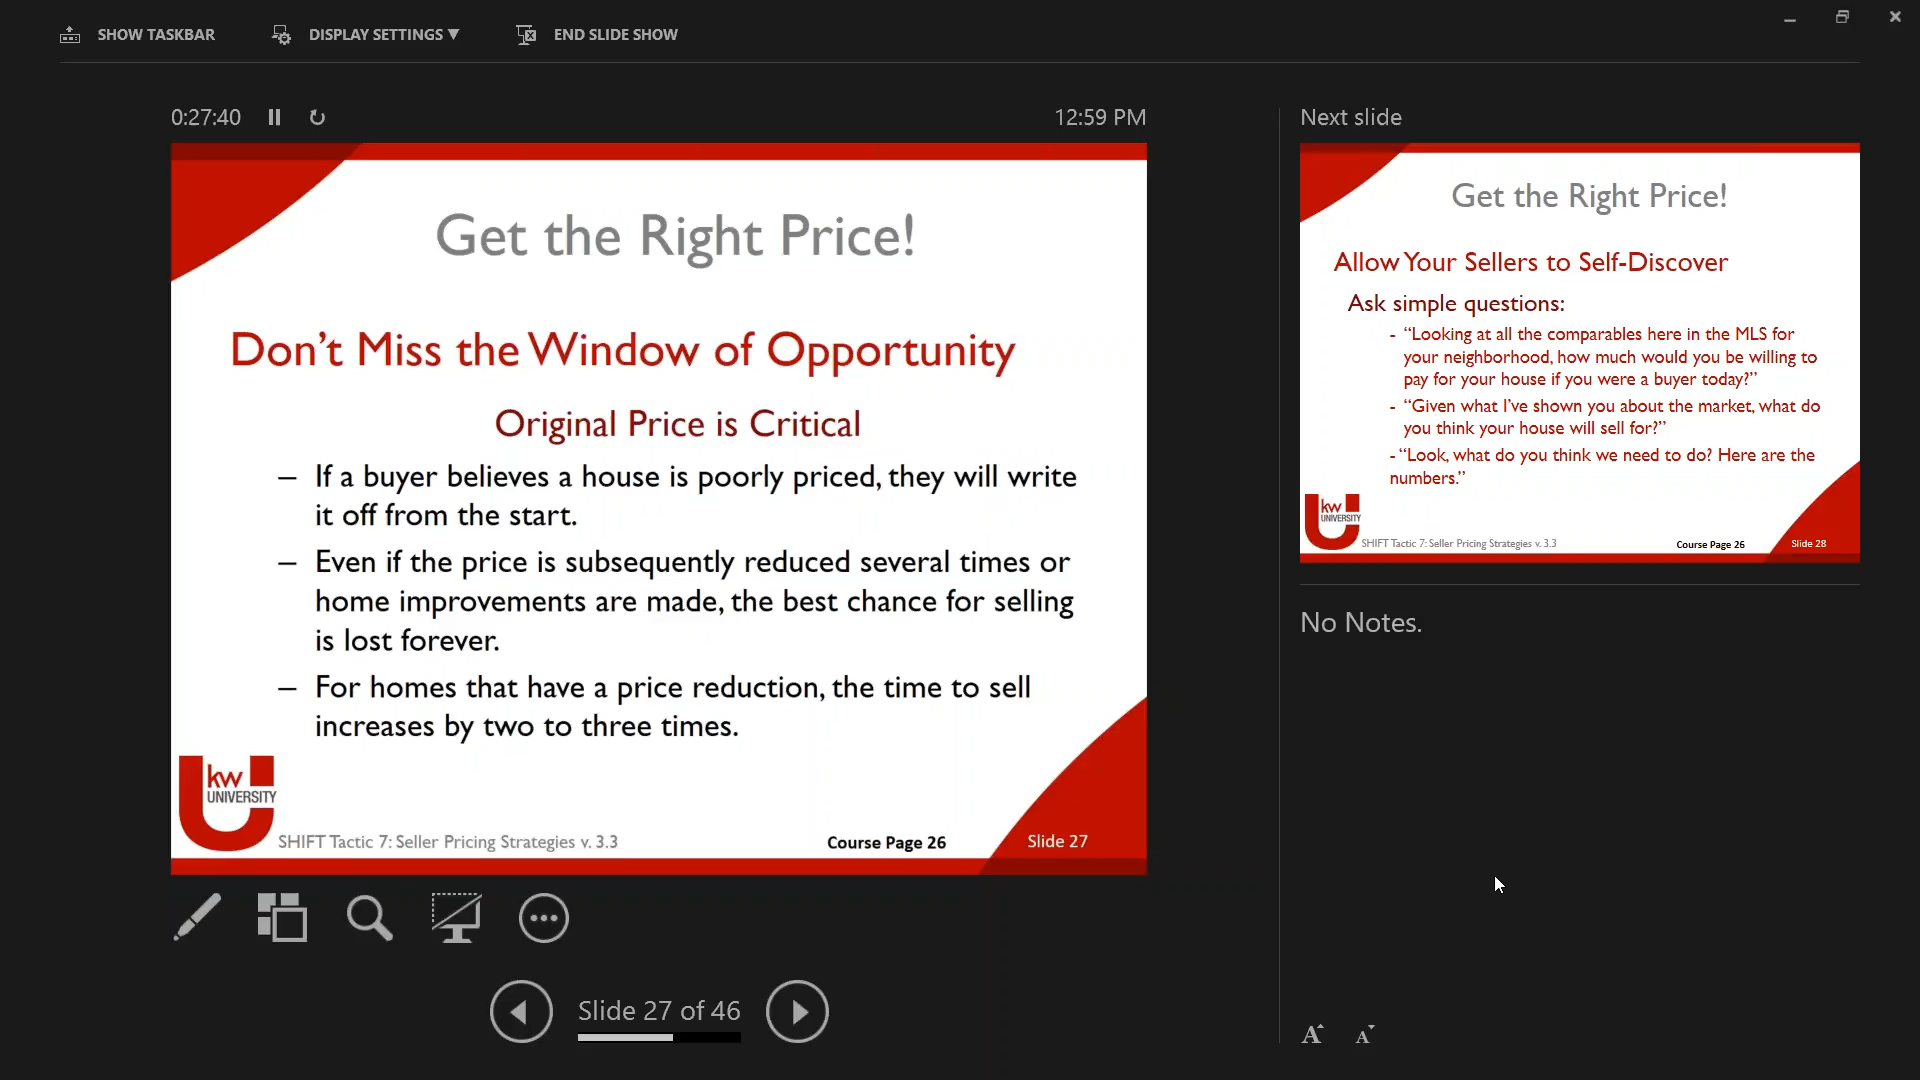 SHOW TASKBAR
DISPLAY SETTINGS ▼
END SLIDE SHOW
0:27:40
12:59 PM
Get the Right Price!
Don’t Miss the Window of Opportunity
Original Price is Critical
– If a buyer believes a house is poorly priced, they will write
it off from the start.
– Even if the price is subsequently reduced several times or
home improvements are made, the best chance for selling
is lost forever.
– For homes that have a price reduction, the time to sell
increases by two to three times.
kw
UNIVERSITY
SHIFT Tactic 7: Seller Pricing Strategies v. 3.3
Course Page 26
Slide 27
Slide 27 of 46
Next slide
Get the Right Price!
Allow Your Sellers to Self-Discover
Ask simple questions:
- “Looking at all the comparables here in the MLS for
your neighborhood, how much would you be willing to
pay for your house if you were a buyer today?”
- “Given what I’ve shown you about the market, what do
you think your house will sell for?”
- “Look, what do you think we need to do? Here are the
numbers.”
kw
UNIVERSITY
SHIFT Tactic 7: Seller Pricing Strategies v. 3.3
Course Page 26
Slide 28
No Notes.
A A